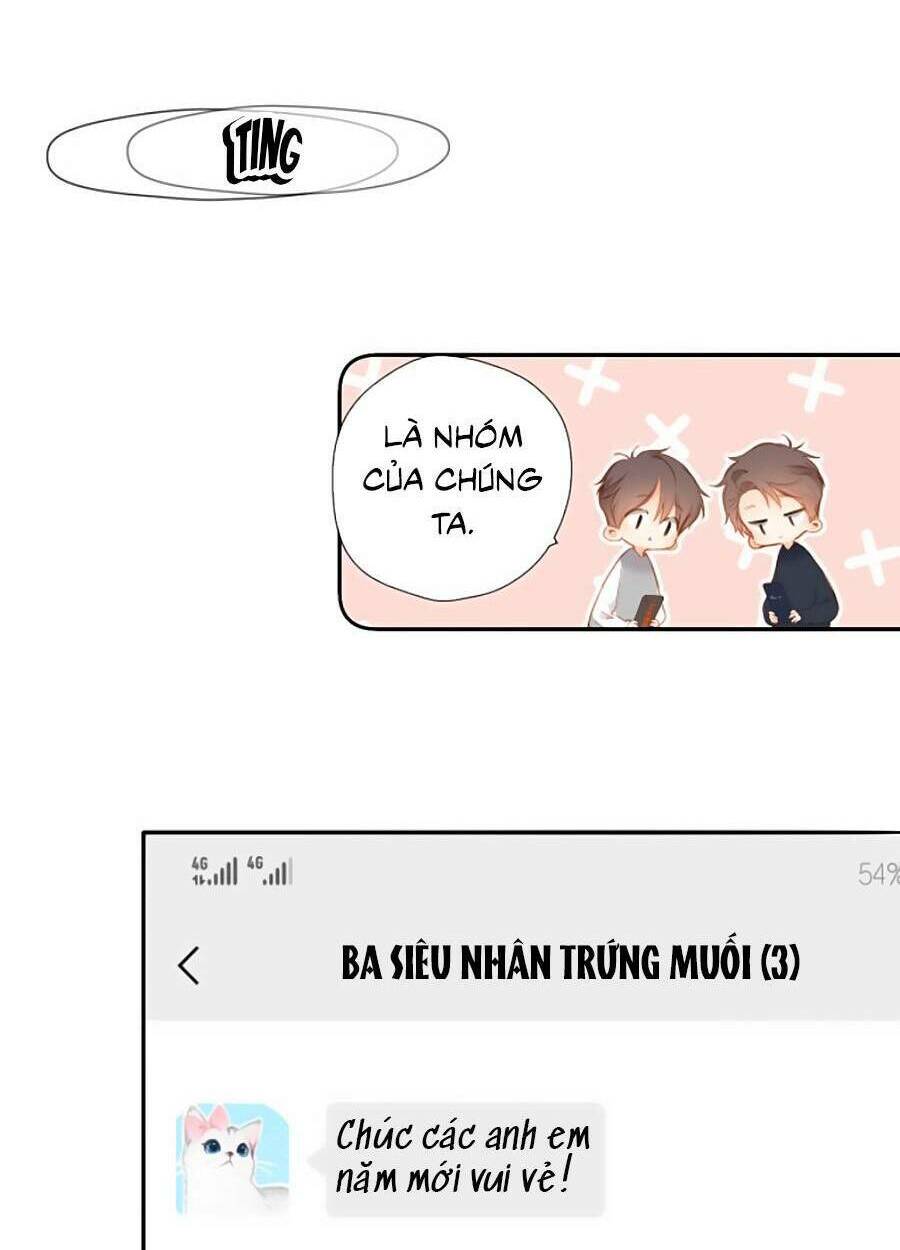 TING
LÀ NHÓM
CỦA CHÚNG
TA.
4G 4G 54%
BA SIÊU NHÂN TRỨNG MUỐI (3)
Chúc các anh em
năm mới vui vẻ!